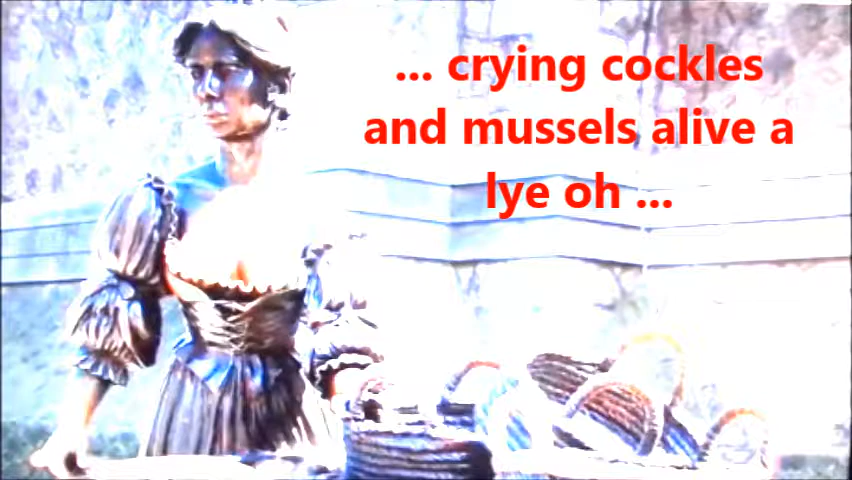 ... crying cockles
and mussels alive a
lye oh ...